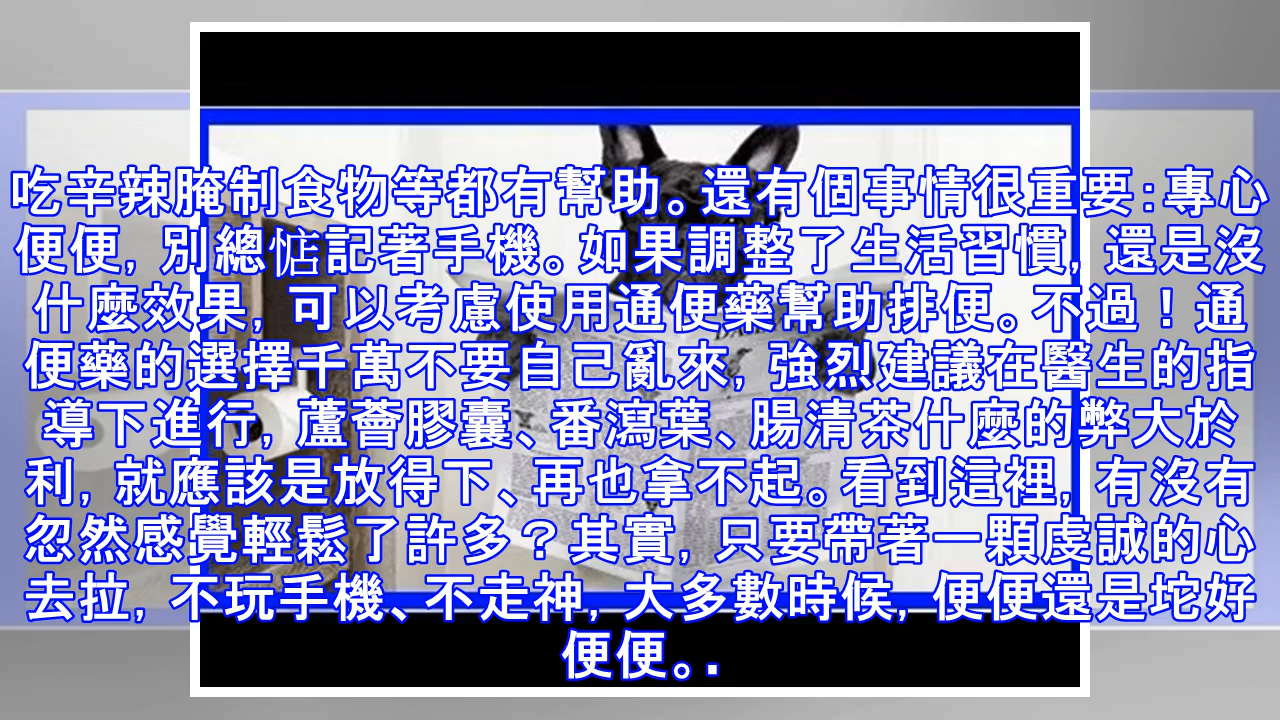 吃辛辣腌制食物等都有幫助。還有個事情很重要:專心
便便, 別總惦記著手機。如果調整了生活習慣, 還是沒
什麼效果, 可以考慮使用通便藥幫助排便。不過！通
便藥的選擇千萬不要自己亂來, 強烈建議在醫生的指
導下進行, 蘆薈膠囊、番瀉葉、腸清茶什麼的弊大於
利, 就應該是放得下、再也拿不起。看到這裡, 有沒有
忽然感覺輕鬆了許多？其實, 只要帶著一顆虔誠的心
去拉, 不玩手機、不走神, 大多數時候, 便便還是坨好
便便。.